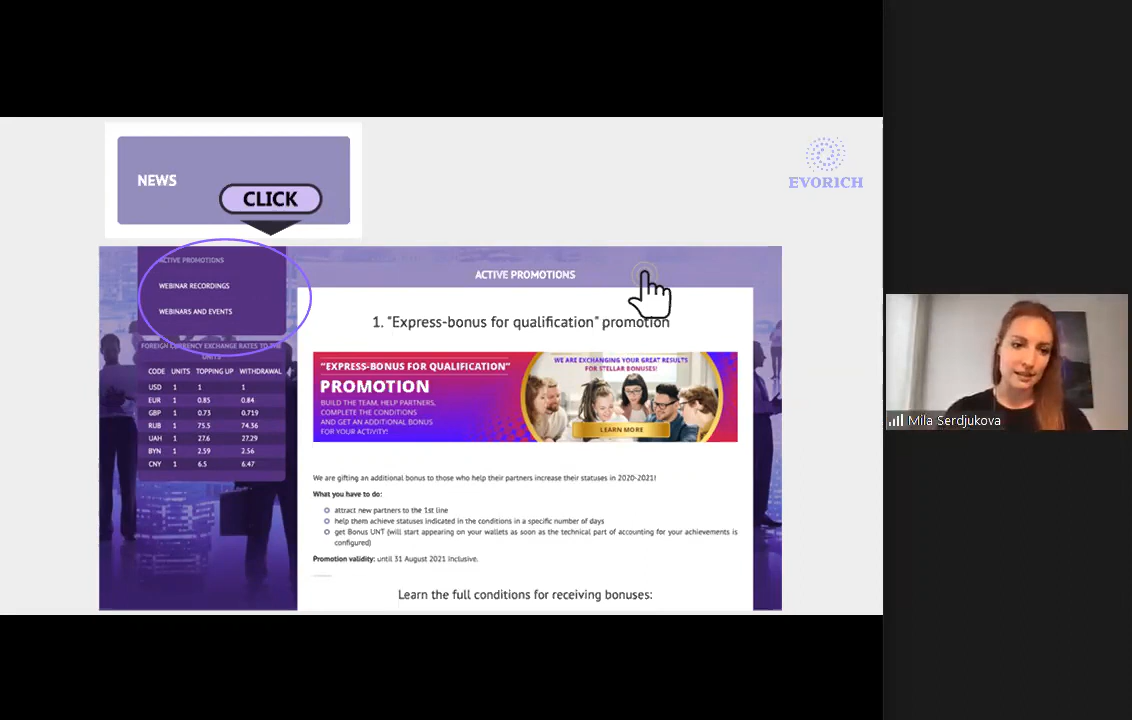 NEWS
CLICK
EVORICH
ACTIVE PROMOTIONS
WEBINAR RECORDINGS
WEBINARS AND EVENTS
FOREIGN CURRENCY EXCHANGE RATES TO THE
UNITS
CODE UNITS TOPPING UP WITHDRAWAL
USD 1 1 1
EUR 1 0.85 0.84
GBP 1 0.73 0.719
RUB 1 75.5 74.36
UAH 1 27.6 27.29
BYN 1 2.59 2.56
CNY 1 6.5 6.47
ACTIVE PROMOTIONS
1. "Express-bonus for qualification" promotion
"EXPRESS-BONUS FOR QUALIFICATION"
PROMOTION
BUILD THE TEAM, HELP PARTNERS,
COMPLETE THE CONDITIONS
AND GET AN ADDITIONAL BONUS
FOR YOUR ACTIVITY!
WE ARE EXCHANGING YOUR GREAT RESULTS
FOR STELLAR BONUSES!
LEARN MORE
We are gifting an additional bonus to those who help their partners increase their statuses in 2020-2021!
What you have to do:
attract new partners to the 1st line
help them achieve statuses indicated in the conditions in a specific number of days
get Bonus UNT (will start appearing on your wallets as soon as the technical part of accounting for your achievements is
configured)
Promotion validity: until 31 August 2021 inclusive.
Learn the full conditions for receiving bonuses:
Mila Serdjukova